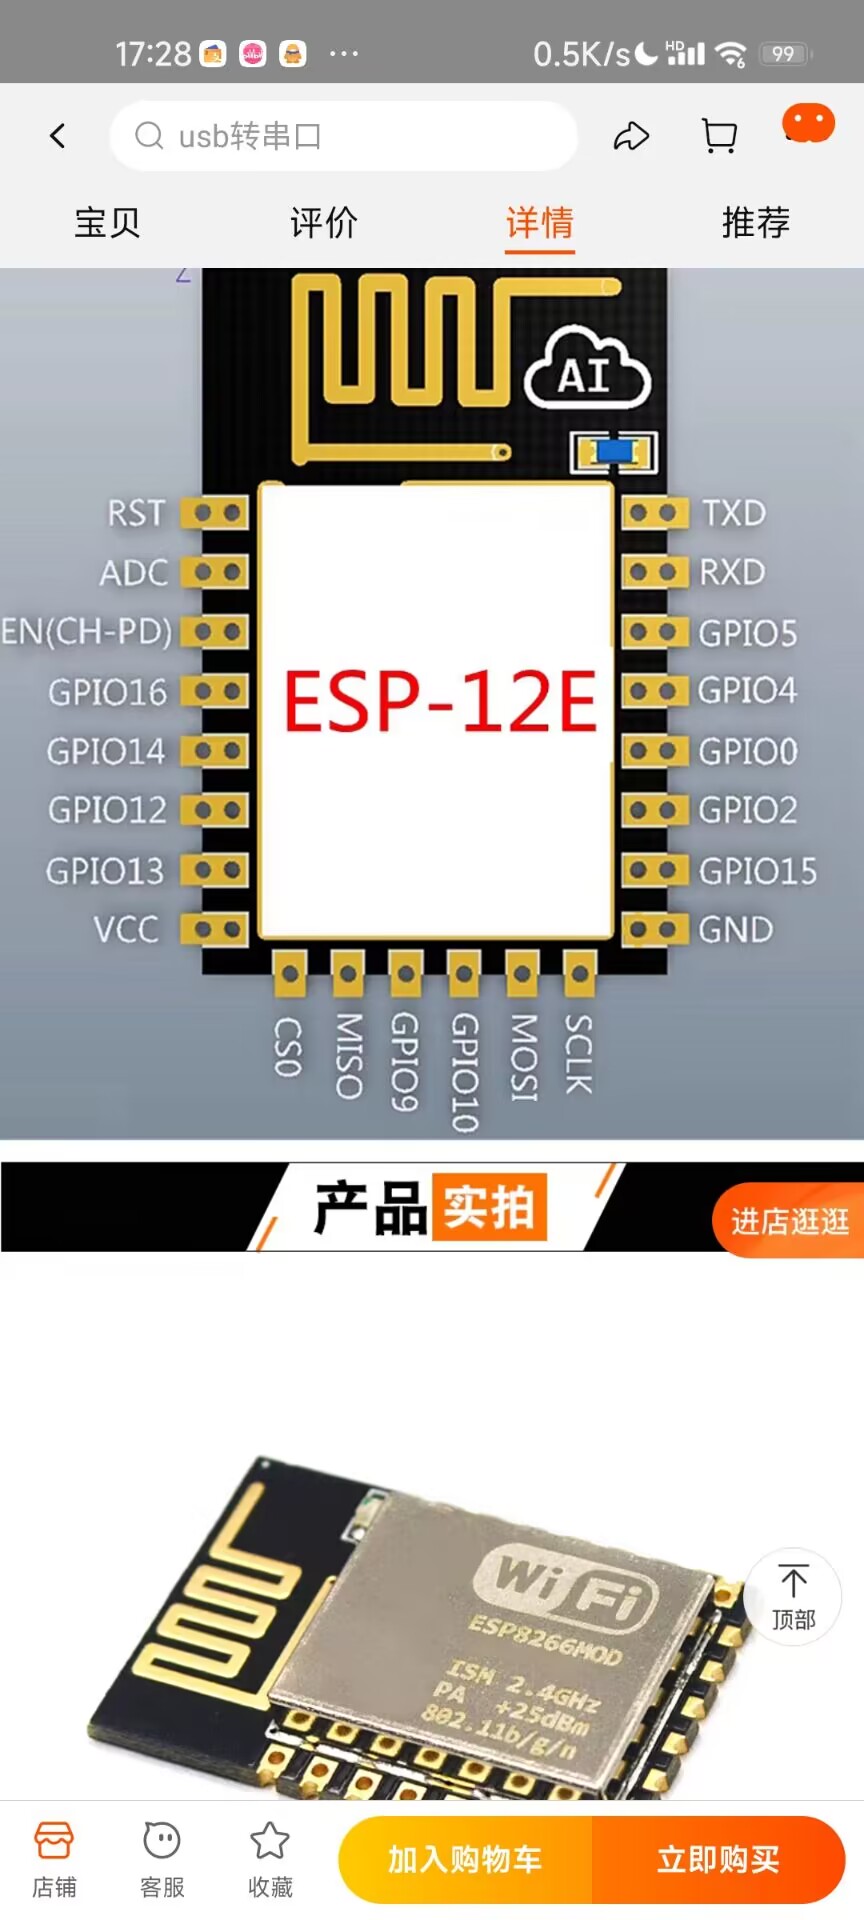 17:28
0.5K/s
HD
6
99
usb转串口
宝贝
评价
详情
推荐
AI
RST
TXD
ADC
RXD
EN(CH-PD)
GPIO5
GPIO16
GPIO4
ESP-12E
GPIO14
GPIO0
GPIO12
GPIO2
GPIO13
GPIO15
VCC
GND
CS0
MISO
GPIO9
GPIO10
MOSI
SCLK
产品实拍
进店逛逛
WiFi
ESP8266MOD
ISM 2.4GHz
PA +25dBm
802.11b/g/n
顶部
店铺
客服
收藏
加入购物车
立即购买